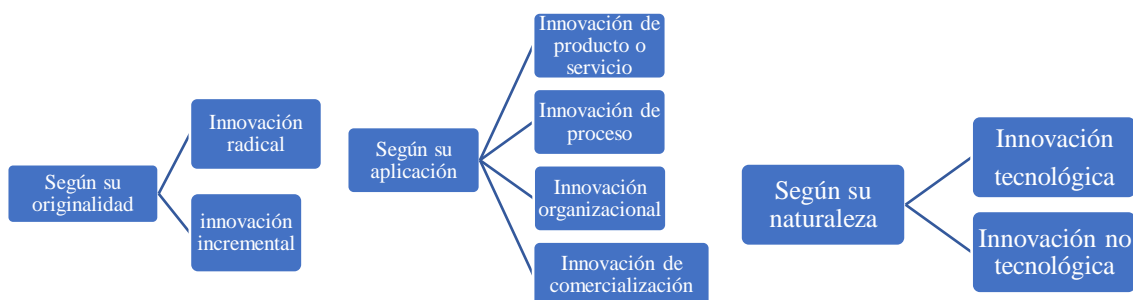 Según su
originalidad
Innovación
radical
innovación
incremental
Según su
aplicación
Innovación de
producto o
servicio
Innovación de
proceso
Innovación
organizacional
Innovación de
comercialización
Según su
naturaleza
Innovación
tecnológica
Innovación no
tecnológica